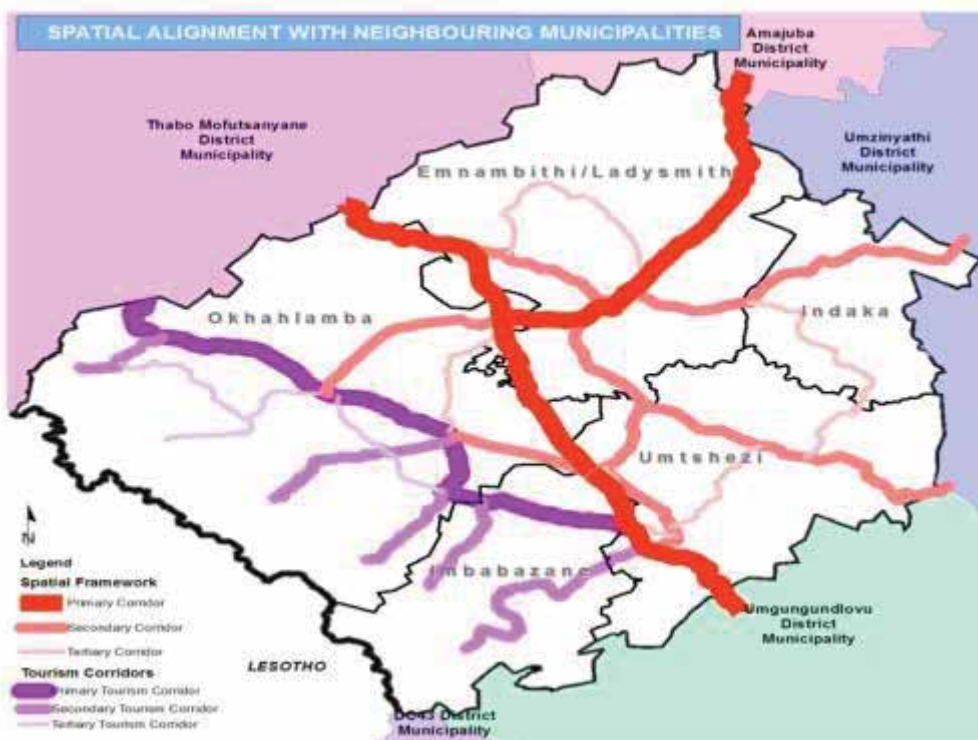 SPATIAL ALIGNMENT WITH NEIGHBOURING MUNICIPALITIES
Amajuba
District
Municipality
Thabo Mofutsanyane
District
Municipality
Umzinyathi
District
Municipality
Emnambithi/Ladysmith
Okhahlamba
Indaka
Umtshezi
Imbabazane
N
Legend
Spatial Framework
Primary Corridor
Secondary Corridor
Tertiary Corridor
Tourism Corridors
Primary Tourism Corridor
Secondary Tourism Corridor
Tertiary Tourism Corridor
LESOTHO
Umgungundlovu
District
Municipality
DC43 District
Municipality